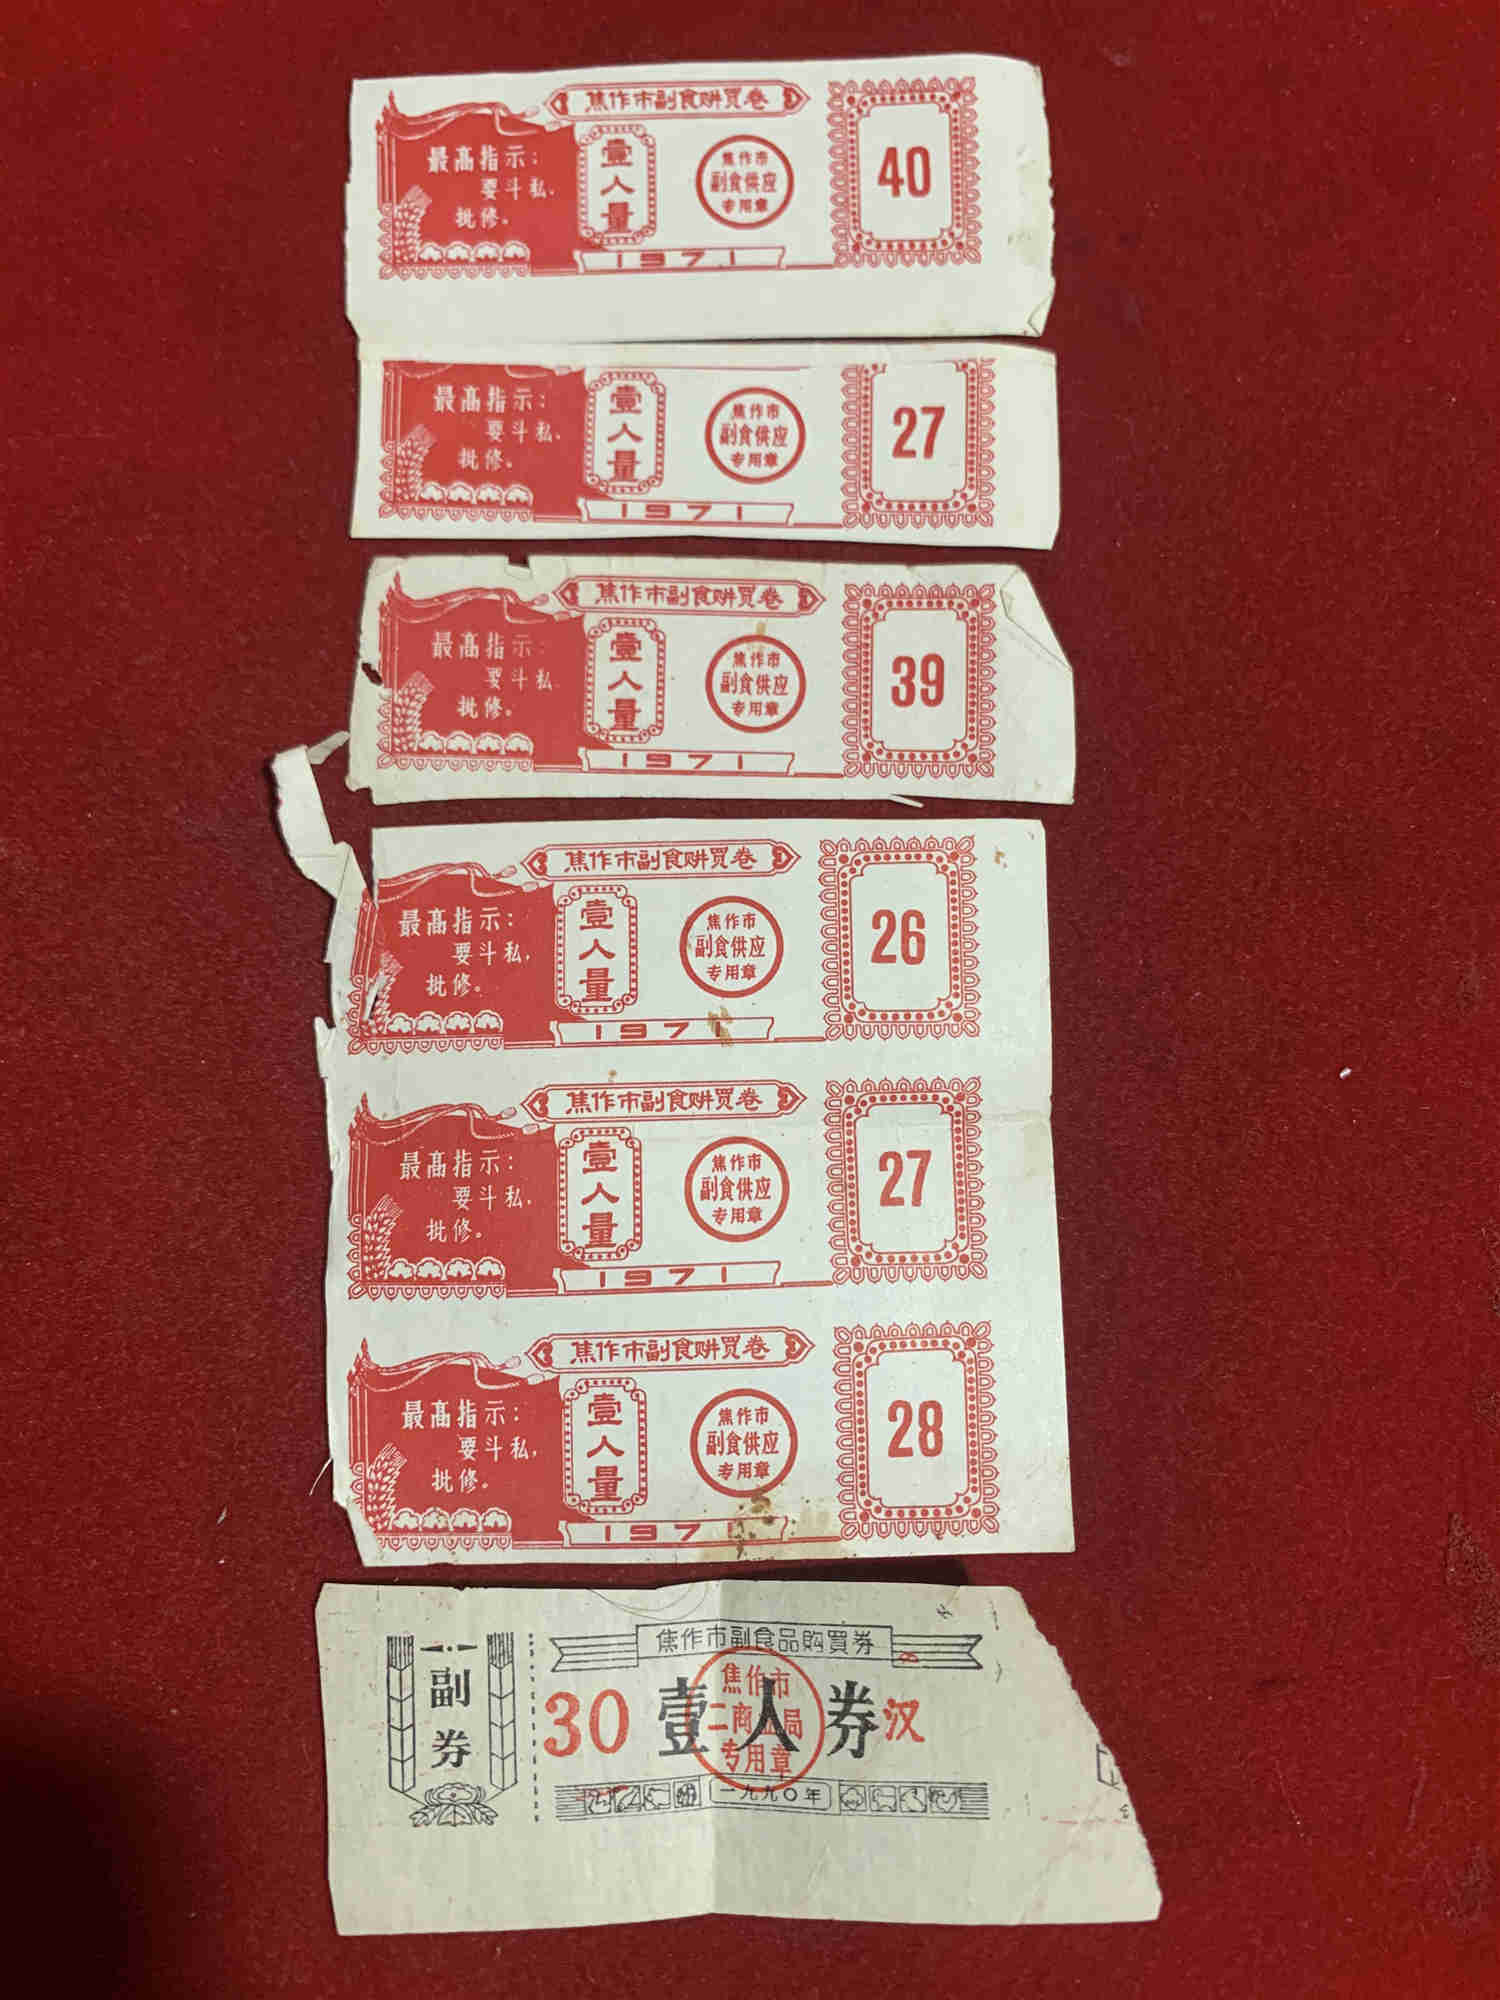 焦作市副食购买卷
最高指示：
要斗私，
批修。
壹人量
焦作市
副食供应
专用章
1971
40
最高指示：
要斗私，
批修。
壹人量
焦作市
副食供应
专用章
1971
27
焦作市副食购买卷
最高指示：
要斗私
批修。
壹人量
焦作市
副食供应
专用章
1971
39
焦作市副食购买卷
最高指示：
要斗私，
批修。
壹人量
焦作市
副食供应
专用章
1971
26
焦作市副食购买卷
最高指示：
要斗私，
批修。
壹人量
焦作市
副食供应
专用章
1971
27
焦作市副食购买卷
最高指示：
要斗私，
批修。
壹人量
焦作市
副食供应
专用章
1971
28
副券
焦作市副食品购买券
30 壹人券 汉
焦作市
二商业局
专用章
一九九〇年